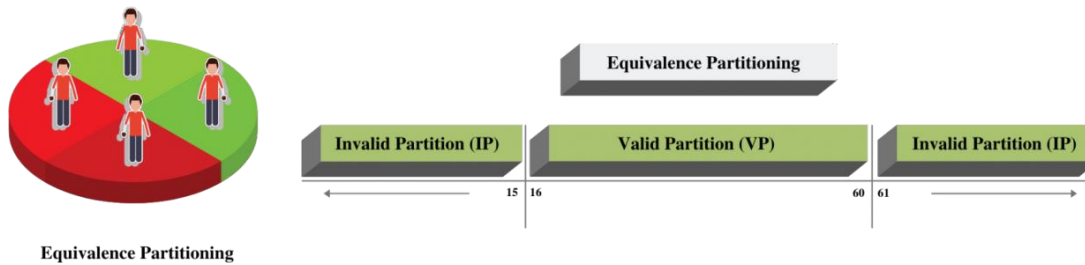 Equivalence Partitioning
Invalid Partition (IP)
Valid Partition (VP)
Invalid Partition (IP)
15
16
60
61
Equivalence Partitioning